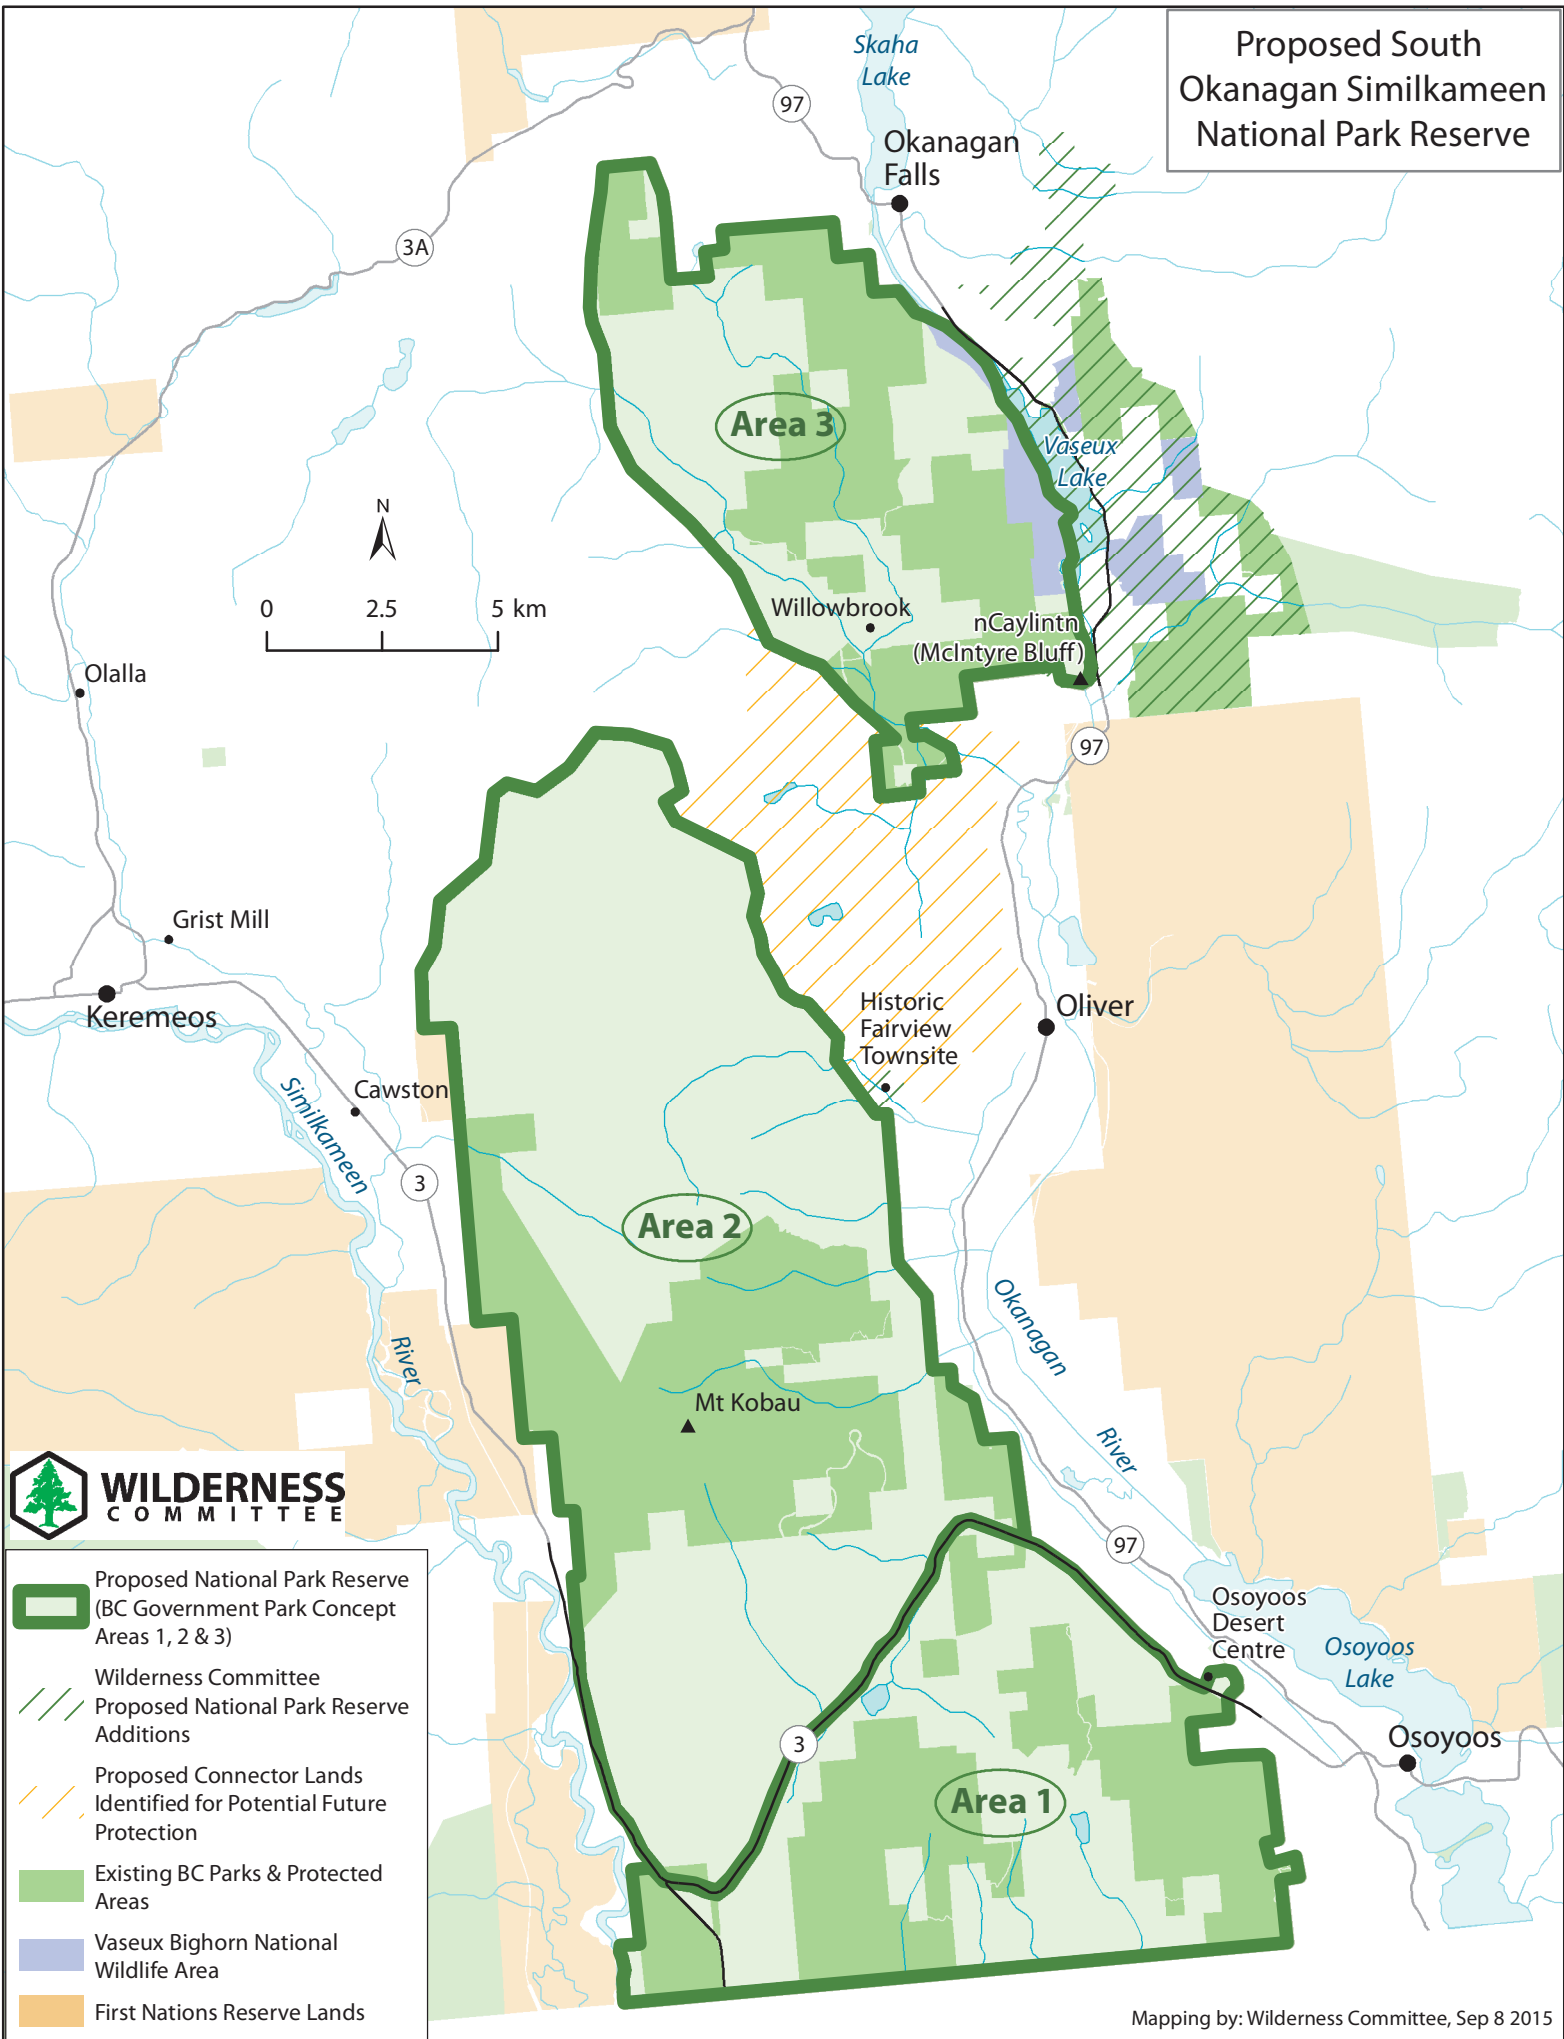 Proposed South
Okanagan Similkameen
National Park Reserve
Skaha
Lake
97
Okanagan
Falls
3A
Area 3
Vaseux
Lake
N
0 2.5 5 km
Willowbrook
nCaylintn
(McIntyre Bluff)
Olalla
97
Grist Mill
Keremeos
Historic
Fairview
Townsite
Oliver
Cawston
Similkameen
River
3
Area 2
Okanagan
River
Mt Kobau
WILDERNESS
COMMITTEE
97
Osoyoos
Desert
Centre
Osoyoos
Lake
Osoyoos
3
Area 1
Proposed National Park Reserve
(BC Government Park Concept
Areas 1, 2 & 3)
Wilderness Committee
Proposed National Park Reserve
Additions
Proposed Connector Lands
Identified for Potential Future
Protection
Existing BC Parks & Protected
Areas
Vaseux Bighorn National
Wildlife Area
First Nations Reserve Lands
Mapping by: Wilderness Committee, Sep 8 2015